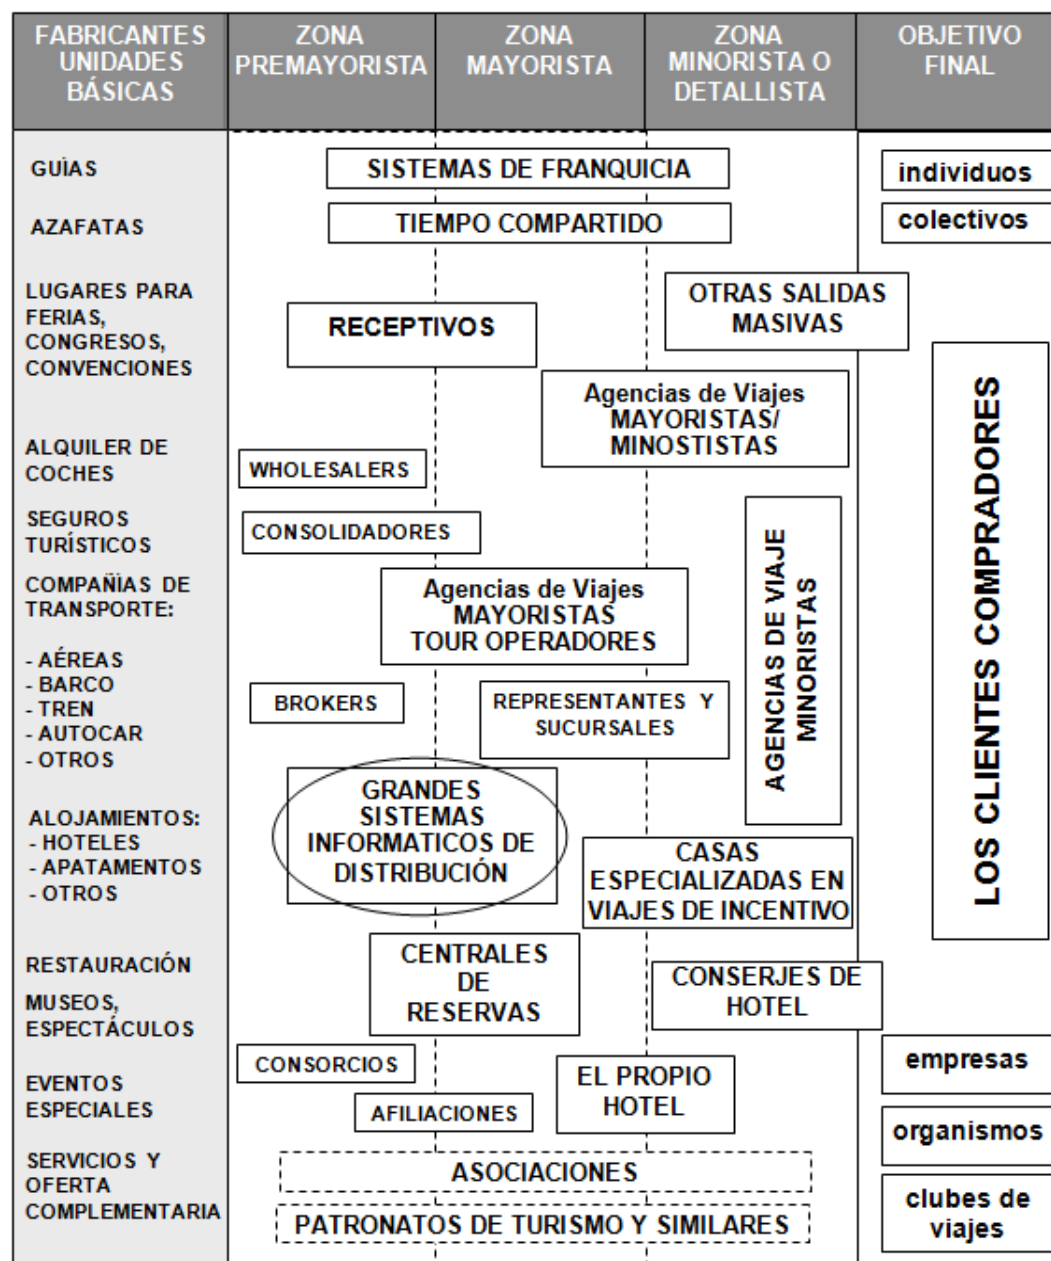 FABRICANTES
UNIDADES
BÁSICAS
ZONA
PREMAYORISTA
ZONA
MAYORISTA
ZONA
MINORISTA O
DETALLISTA
OBJETIVO
FINAL
GUÌAS
AZAFATAS
LUGARES PARA
FERIAS,
CONGRESOS,
CONVENCIONES
ALQUILER DE
COCHES
SEGUROS
TURÍSTICOS
COMPAÑÌAS DE
TRANSPORTE:
- AÉREAS
- BARCO
- TREN
- AUTOCAR
- OTROS
ALOJAMIENTOS:
- HOTELES
- APATAMENTOS
- OTROS
RESTAURACIÓN
MUSEOS,
ESPECTÁCULOS
EVENTOS
ESPECIALES
SERVICIOS Y
OFERTA
COMPLEMENTARIA
SISTEMAS DE FRANQUICIA
TIEMPO COMPARTIDO
RECEPTIVOS
OTRAS SALIDAS
MASIVAS
Agencias de Viajes
MAYORISTAS/
MINOSTISTAS
WHOLESALERS
CONSOLIDADORES
Agencias de Viajes
MAYORISTAS
TOUR OPERADORES
AGENCIAS DE VIAJE
MINORISTAS
BROKERS
REPRESENTANTES Y
SUCURSALES
GRANDES
SISTEMAS
INFORMATICOS DE
DISTRIBUCIÓN
CASAS
ESPECIALIZADAS EN
VIAJES DE INCENTIVO
CENTRALES
DE
RESERVAS
CONSERJES DE
HOTEL
CONSORCIOS
EL PROPIO
HOTEL
AFILIACIONES
ASOCIACIONES
PATRONATOS DE TURISMO Y SIMILARES
individuos
colectivos
LOS CLIENTES COMPRADORES
empresas
organismos
clubes de
viajes